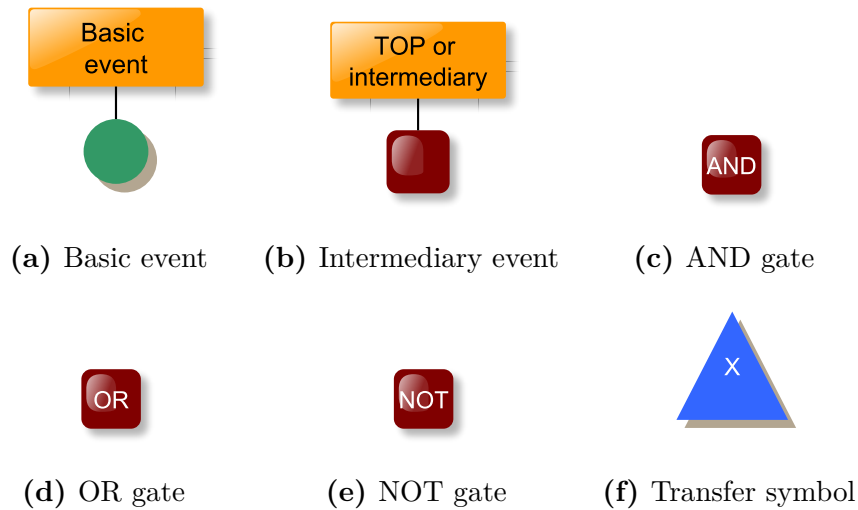 Basic
event
TOP or
intermediary
AND
(a) Basic event
(b) Intermediary event
(c) AND gate
OR
NOT
X
(d) OR gate
(e) NOT gate
(f) Transfer symbol